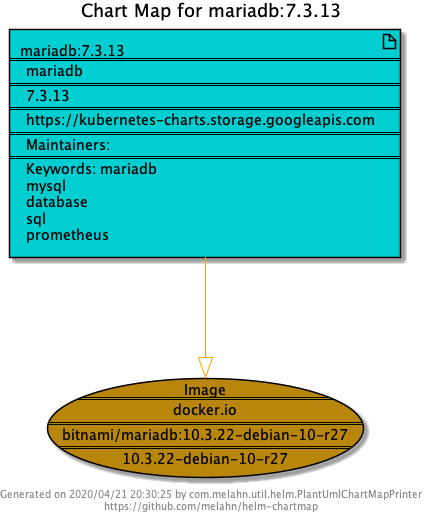 Chart Map for mariadb:7.3.13
mariadb:7.3.13
mariadb
7.3.13
https://kubernetes-charts.storage.googleapis.com
Maintainers:
Keywords: mariadb
mysql
database
sql
prometheus
Image
docker.io
bitnami/mariadb:10.3.22-debian-10-r27
10.3.22-debian-10-r27
Generated on 2020/04/21 20:30:25 by com.melahn.util.helm.PlantUmlChartMapPrinter
https://github.com/melahn/helm-chartmap